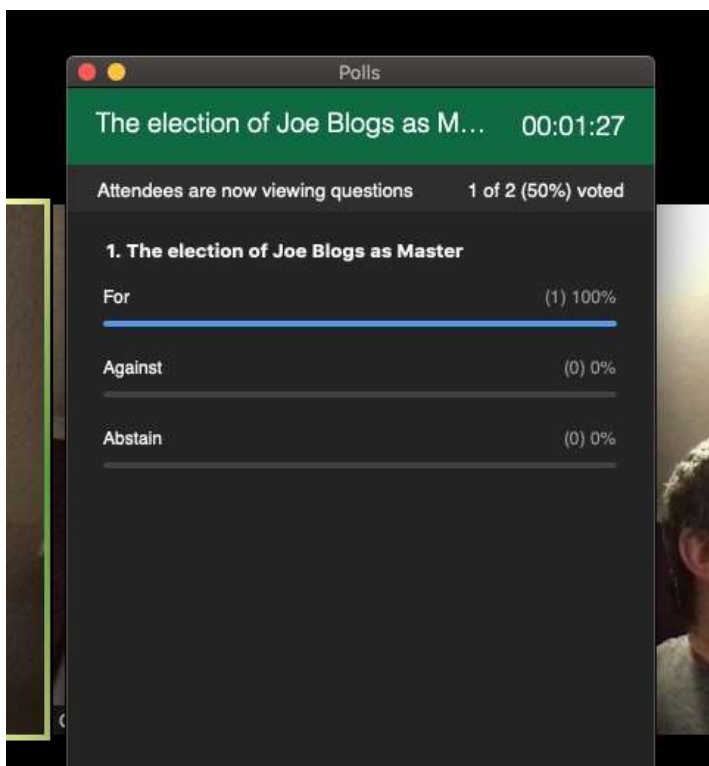 Polls
The election of Joe Blogs as M... 00:01:27
Attendees are now viewing questions 1 of 2 (50%) voted
1. The election of Joe Blogs as Master
For (1) 100%
Against (0) 0%
Abstain (0) 0%